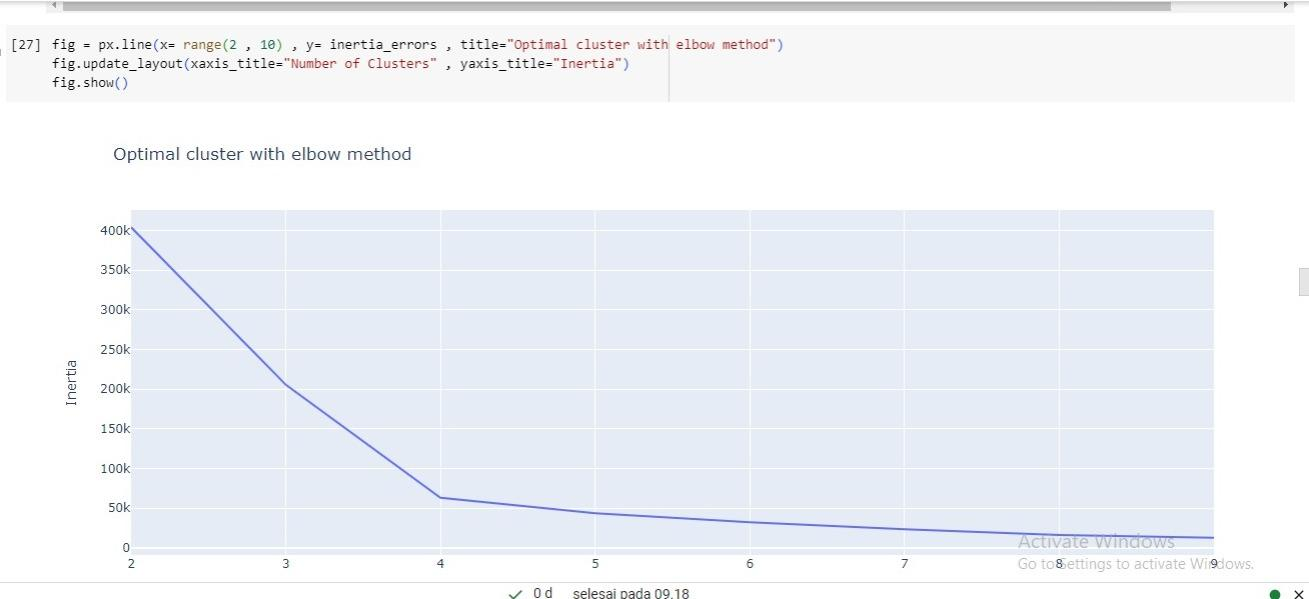 [27] fig = px.line(x= range(2 , 10) , y= inertia_errors , title="Optimal cluster with elbow method")
fig.update_layout(xaxis_title="Number of Clusters" , yaxis_title="Inertia")
fig.show()
Optimal cluster with elbow method
400k
350k
300k
250k
200k
150k
100k
50k
0
Inertia
2 3 4 5 6 7 8 9
Activate Windows
Go to Settings to activate Windows.
0 d selesai pada 09.18